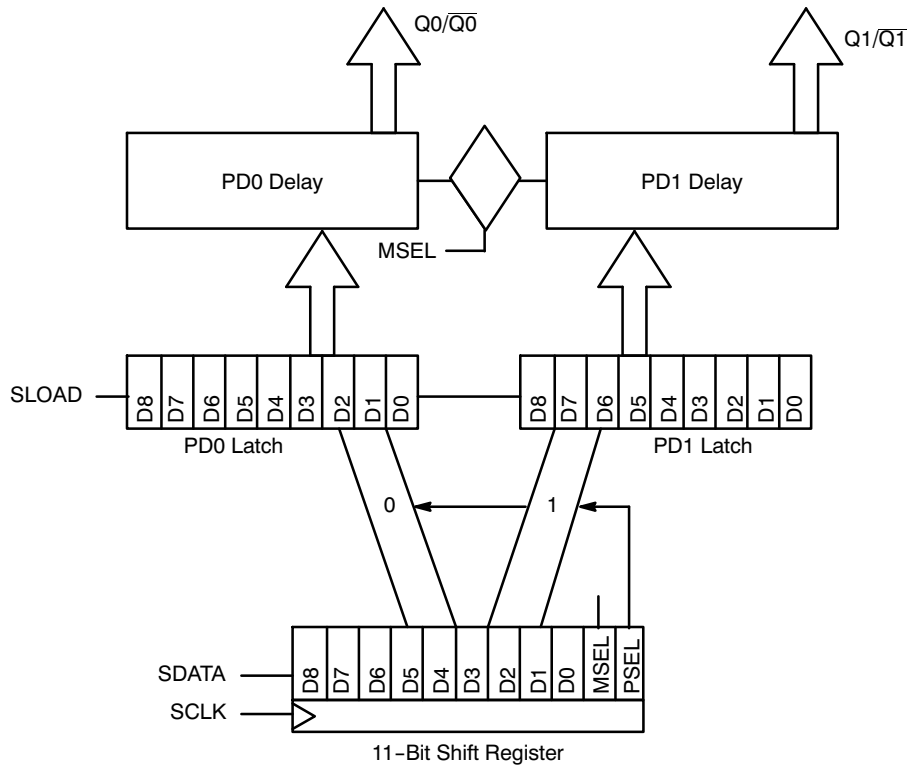 Q0/Q0
Q1/Q1
PD0 Delay
PD1 Delay
MSEL
SLOAD
D8 D7 D6 D5 D4 D3 D2 D1 D0
D8 D7 D6 D5 D4 D3 D2 D1 D0
PD0 Latch
PD1 Latch
0
1
SDATA
D8 D7 D6 D5 D4 D3 D2 D1 D0 MSEL PSEL
SCLK
11-Bit Shift Register